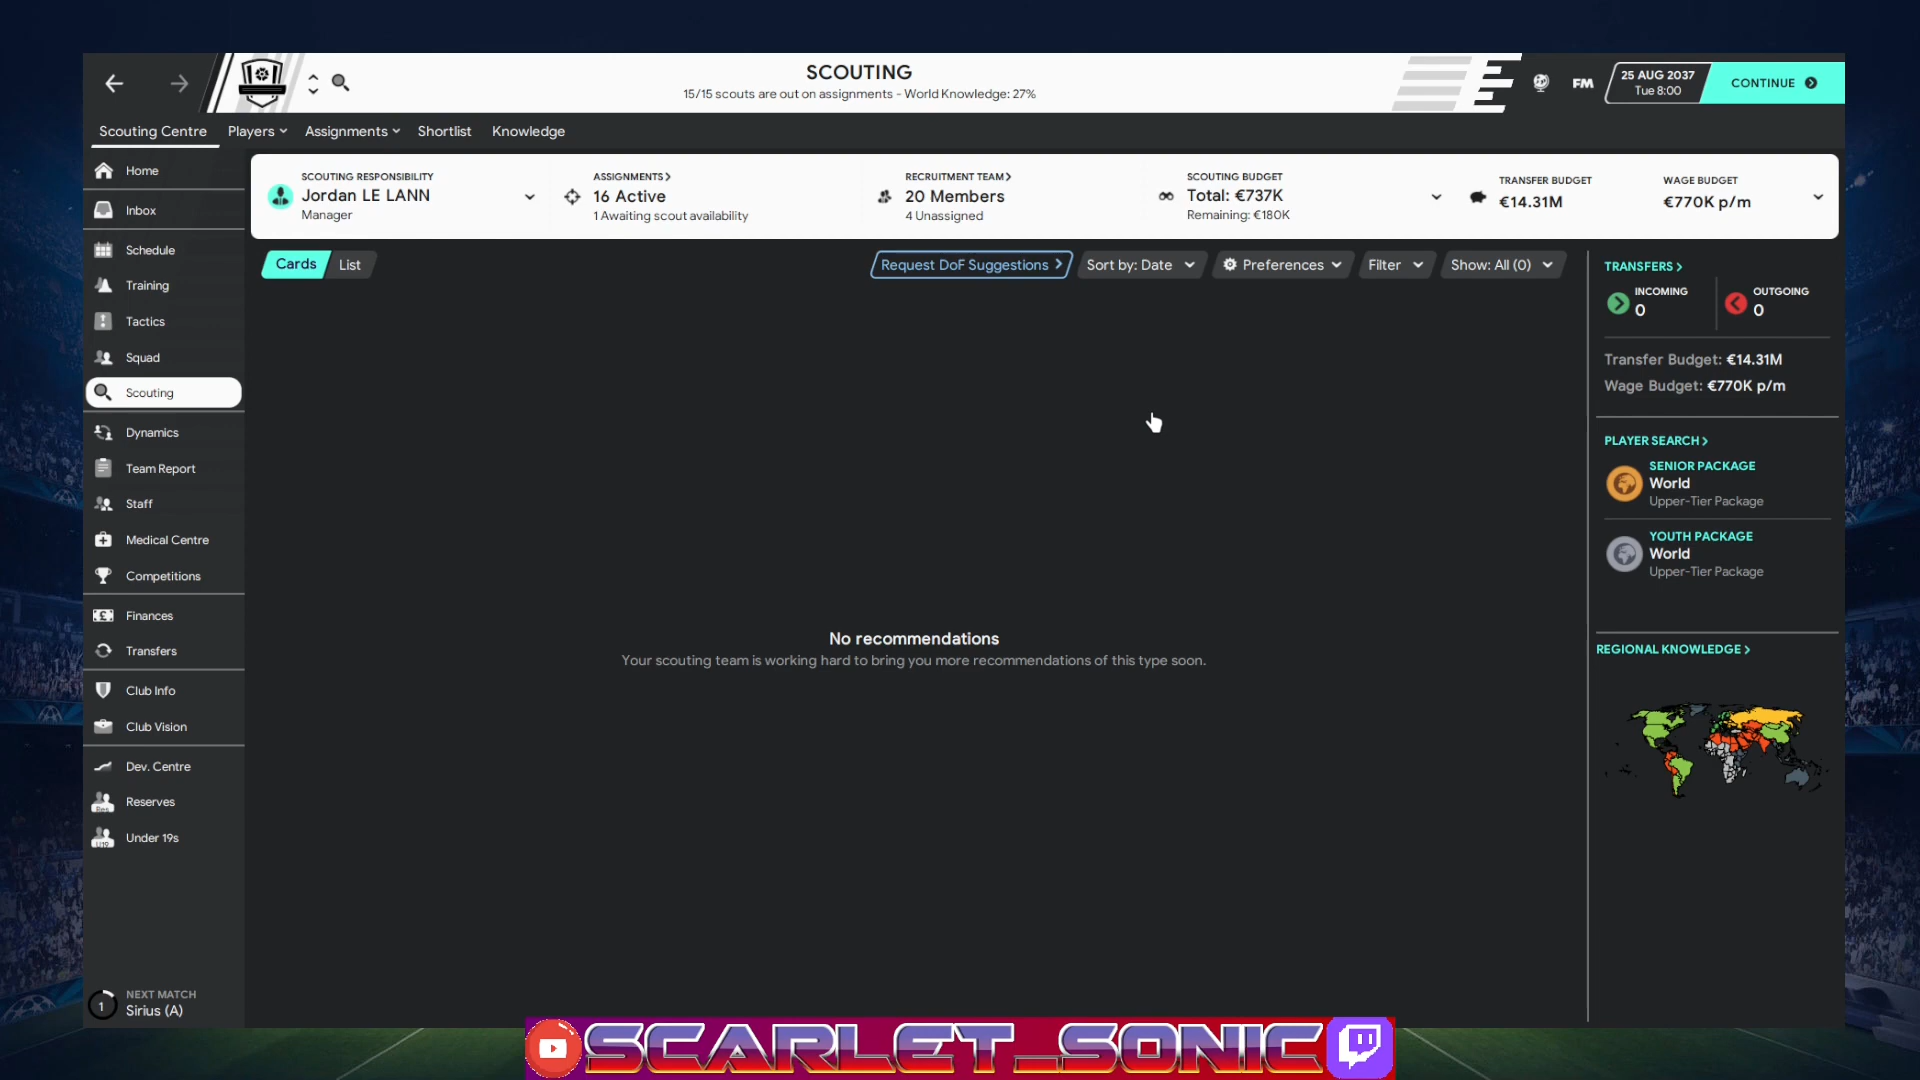 SCOUTING
15/15 scouts are out on assignments - World Knowledge: 27%
FM
25 AUG 2037
Tue 8:00
CONTINUE
Scouting Centre
Players
Assignments
Shortlist
Knowledge
Home
Inbox
Schedule
Training
Tactics
Squad
Scouting
Dynamics
Team Report
Staff
Medical Centre
Competitions
Finances
Transfers
Club Info
Club Vision
Dev. Centre
Reserves
Under 19s
1
NEXT MATCH
Sirius (A)
SCOUTING RESPONSIBILITY
Jordan LE LANN
Manager
ASSIGNMENTS
16 Active
1 Awaiting scout availability
RECRUITMENT TEAM
20 Members
4 Unassigned
SCOUTING BUDGET
Total: €737K
Remaining: €180K
TRANSFER BUDGET
€14.31M
WAGE BUDGET
€770K p/m
Cards
List
Request DoF Suggestions
Sort by: Date
Preferences
Filter
Show: All (0)
No recommendations
Your scouting team is working hard to bring you more recommendations of this type soon.
TRANSFERS
INCOMING
0
OUTGOING
0
Transfer Budget: €14.31M
Wage Budget: €770K p/m
PLAYER SEARCH
SENIOR PACKAGE
World
Upper-Tier Package
YOUTH PACKAGE
World
Upper-Tier Package
REGIONAL KNOWLEDGE
SCARLET_SONIC